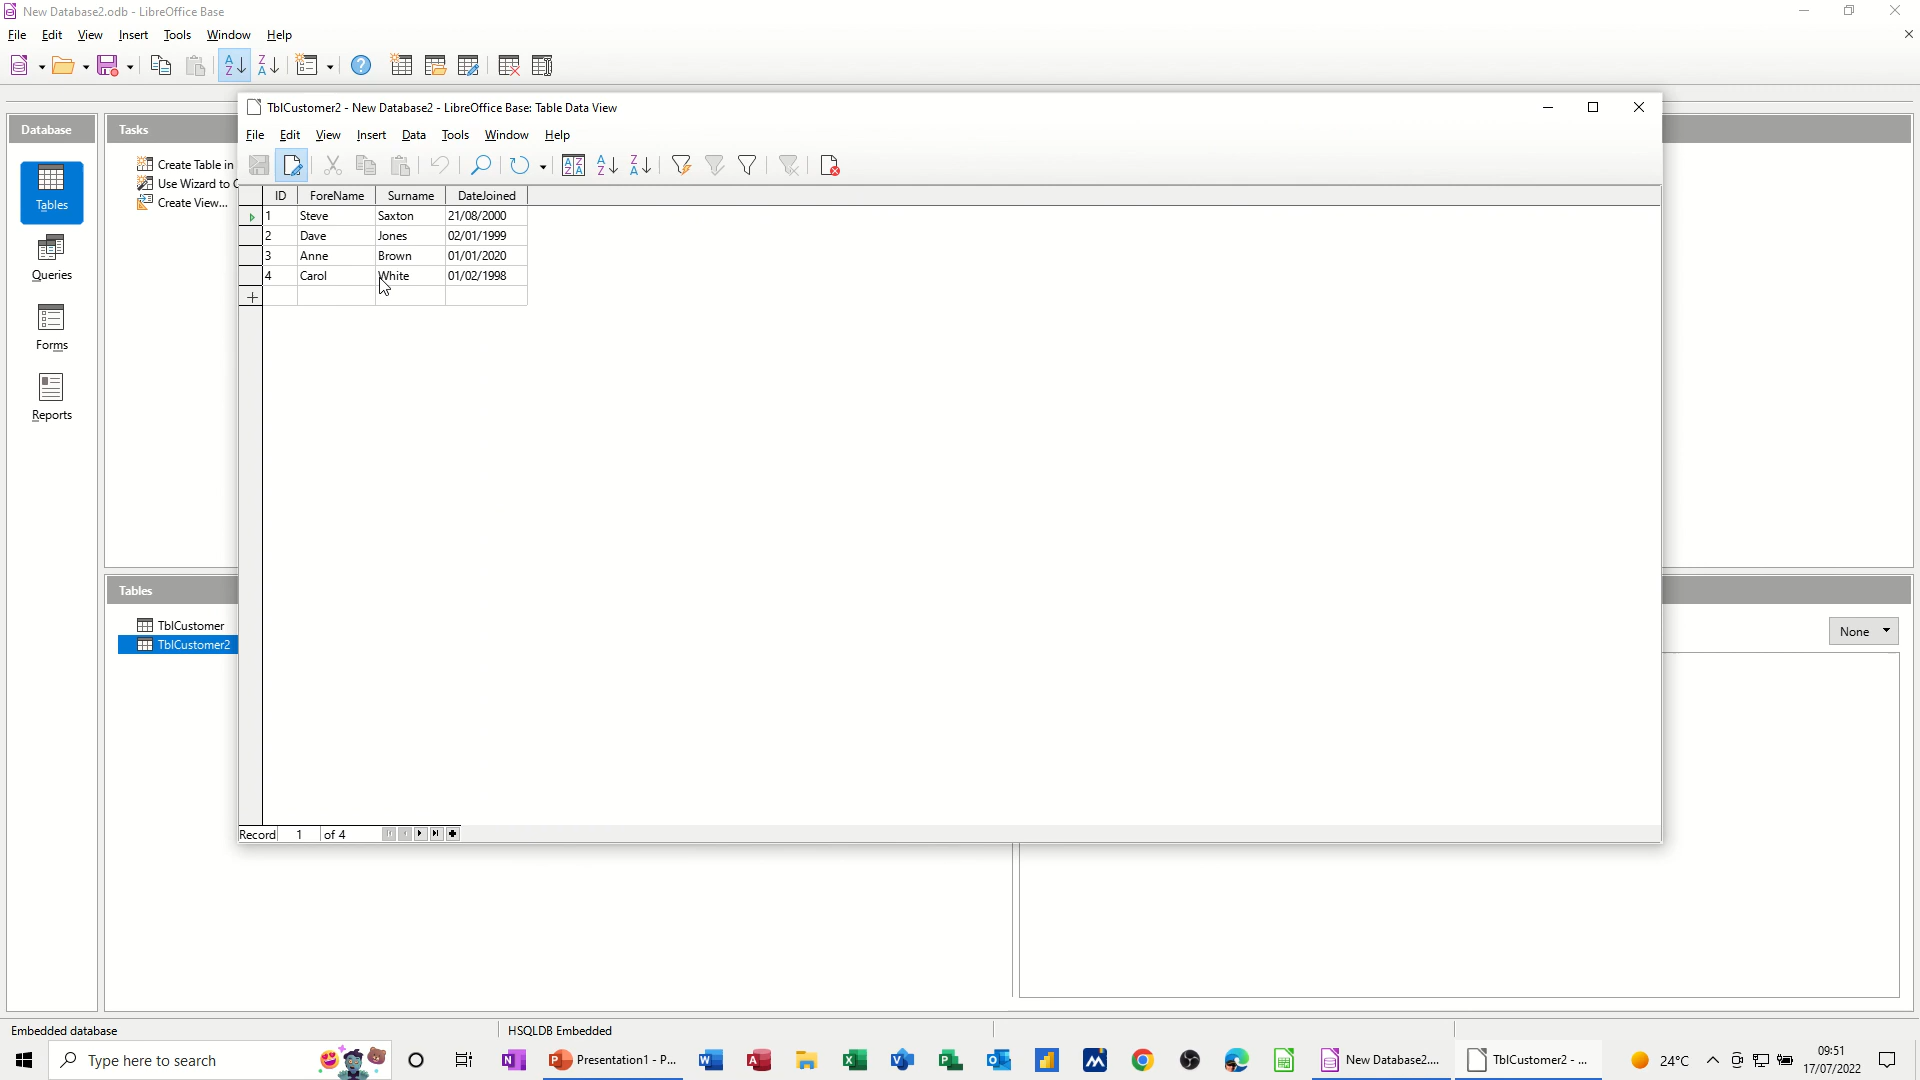 New Database2.odb - LibreOffice Base
File Edit View Insert Tools Window Help
Database
Tables
Queries
Forms
Reports
Tasks
Create Table in
Use Wizard to C
Create View...
Tables
TblCustomer
TblCustomer2
TblCustomer2 - New Database2 - LibreOffice Base: Table Data View
File Edit View Insert Data Tools Window Help
ID ForeName Surname DateJoined
1 Steve Saxton 21/08/2000
2 Dave Jones 02/01/1999
3 Anne Brown 01/01/2020
4 Carol White 01/02/1998
Record 1 of 4
None
Embedded database HSQLDB Embedded
Type here to search
Presentation1 - P...
New Database2....
TblCustomer2 - ...
24°C
09:51
17/07/2022